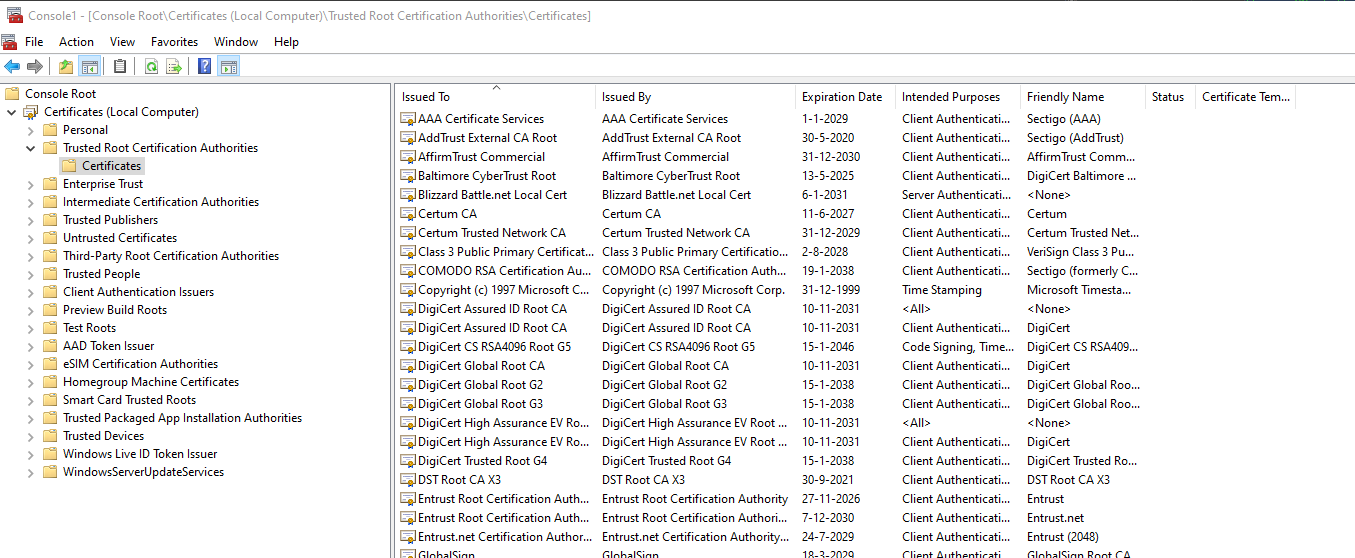 Console1 - [Console Root\Certificates (Local Computer)\Trusted Root Certification Authorities\Certificates]
File Action View Favorites Window Help
Console Root
Certificates (Local Computer)
Personal
Trusted Root Certification Authorities
Certificates
Enterprise Trust
Intermediate Certification Authorities
Trusted Publishers
Untrusted Certificates
Third-Party Root Certification Authorities
Trusted People
Client Authentication Issuers
Preview Build Roots
Test Roots
AAD Token Issuer
eSIM Certification Authorities
Homegroup Machine Certificates
Smart Card Trusted Roots
Trusted Packaged App Installation Authorities
Trusted Devices
Windows Live ID Token Issuer
WindowsServerUpdateServices
Issued To Issued By Expiration Date Intended Purposes Friendly Name Status Certificate Tem...
AAA Certificate Services AAA Certificate Services 1-1-2029 Client Authenticati... Sectigo (AAA)
AddTrust External CA Root AddTrust External CA Root 30-5-2020 Client Authenticati... Sectigo (AddTrust)
AffirmTrust Commercial AffirmTrust Commercial 31-12-2030 Client Authenticati... AffirmTrust Comm...
Baltimore CyberTrust Root Baltimore CyberTrust Root 13-5-2025 Client Authenticati... DigiCert Baltimore ...
Blizzard Battle.net Local Cert Blizzard Battle.net Local Cert 6-1-2031 Server Authenticati... <None>
Certum CA Certum CA 11-6-2027 Client Authenticati... Certum
Certum Trusted Network CA Certum Trusted Network CA 31-12-2029 Client Authenticati... Certum Trusted Net...
Class 3 Public Primary Certificat... Class 3 Public Primary Certificatio... 2-8-2028 Client Authenticati... VeriSign Class 3 Pu...
COMODO RSA Certification Au... COMODO RSA Certification Auth... 19-1-2038 Client Authenticati... Sectigo (formerly C...
Copyright (c) 1997 Microsoft C... Copyright (c) 1997 Microsoft Corp. 31-12-1999 Time Stamping Microsoft Timesta...
DigiCert Assured ID Root CA DigiCert Assured ID Root CA 10-11-2031 <All> <None>
DigiCert Assured ID Root CA DigiCert Assured ID Root CA 10-11-2031 Client Authenticati... DigiCert
DigiCert CS RSA4096 Root G5 DigiCert CS RSA4096 Root G5 15-1-2046 Code Signing, Time... DigiCert CS RSA409...
DigiCert Global Root CA DigiCert Global Root CA 10-11-2031 Client Authenticati... DigiCert
DigiCert Global Root G2 DigiCert Global Root G2 15-1-2038 Client Authenticati... DigiCert Global Roo...
DigiCert Global Root G3 DigiCert Global Root G3 15-1-2038 Client Authenticati... DigiCert Global Roo...
DigiCert High Assurance EV Ro... DigiCert High Assurance EV Root ... 10-11-2031 <All> <None>
DigiCert High Assurance EV Ro... DigiCert High Assurance EV Root ... 10-11-2031 Client Authenticati... DigiCert
DigiCert Trusted Root G4 DigiCert Trusted Root G4 15-1-2038 Client Authenticati... DigiCert Trusted Ro...
DST Root CA X3 DST Root CA X3 30-9-2021 Client Authenticati... DST Root CA X3
Entrust Root Certification Auth... Entrust Root Certification Authority 27-11-2026 Client Authenticati... Entrust
Entrust Root Certification Auth... Entrust Root Certification Authori... 7-12-2030 Client Authenticati... Entrust.net
Entrust.net Certification Author... Entrust.net Certification Authority... 24-7-2029 Client Authenticati... Entrust (2048)
GlobalSign GlobalSign 18-3-2029 Client Authenticati... GlobalSign Root CA